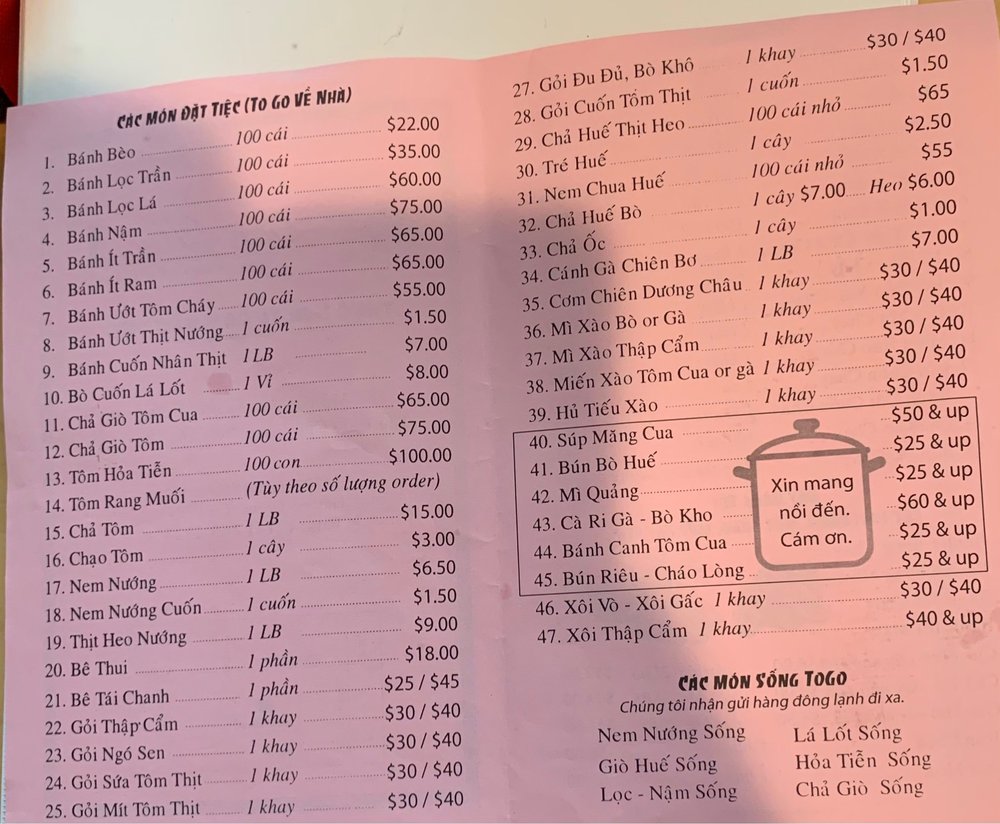 CÁC MÓN ĐẶT TIỆC (TO GO VỀ NHÀ)
1. Bánh Bèo 100 cái $22.00
2. Bánh Lọc Trần 100 cái $35.00
3. Bánh Lọc Lá 100 cái $60.00
4. Bánh Nậm 100 cái $75.00
5. Bánh Ít Trần 100 cái $65.00
6. Bánh Ít Ram 100 cái $65.00
7. Bánh Ướt Tôm Cháy 100 cái $55.00
8. Bánh Ướt Thịt Nướng 1 cuốn $1.50
9. Bánh Cuốn Nhân Thịt 1 LB $7.00
10. Bò Cuốn Lá Lốt 1 Vỉ $8.00
11. Chả Giò Tôm Cua 100 cái $65.00
12. Chả Giò Tôm 100 cái $75.00
13. Tôm Hỏa Tiễn 100 con $100.00
14. Tôm Rang Muối (Tùy theo số lượng order)
15. Chả Tôm 1 LB $15.00
16. Chạo Tôm 1 cây $3.00
17. Nem Nướng 1 LB $6.50
18. Nem Nướng Cuốn 1 cuốn $1.50
19. Thịt Heo Nướng 1 LB $9.00
20. Bê Thui 1 phần $18.00
21. Bê Tái Chanh 1 phần $25 / $45
22. Gỏi Thập Cẩm 1 khay $30 / $40
23. Gỏi Ngó Sen 1 khay $30 / $40
24. Gỏi Sứa Tôm Thịt 1 khay $30 / $40
25. Gỏi Mít Tôm Thịt 1 khay $30 / $40
27. Gỏi Đu Đủ, Bò Khô 1 khay $30 / $40
28. Gỏi Cuốn Tôm Thịt 1 cuốn $1.50
29. Chả Huế Thịt Heo 100 cái nhỏ $65
30. Tré Huế 1 cây $2.50
31. Nem Chua Huế 100 cái nhỏ $55
32. Chả Huế Bò 1 cây $7.00 Heo $6.00
33. Chả Ốc 1 cây $1.00
34. Cánh Gà Chiên Bơ 1 LB $7.00
35. Cơm Chiên Dương Châu 1 khay $30 / $40
36. Mì Xào Bò or Gà 1 khay $30 / $40
37. Mì Xào Thập Cẩm 1 khay $30 / $40
38. Miến Xào Tôm Cua or gà 1 khay $30 / $40
39. Hủ Tiếu Xào 1 khay $30 / $40
40. Súp Măng Cua $50 & up
41. Bún Bò Huế $25 & up
42. Mì Quảng $25 & up
43. Cà Ri Gà - Bò Kho $60 & up
44. Bánh Canh Tôm Cua $25 & up
45. Bún Riêu - Cháo Lòng $25 & up
Xin mang
nồi đến.
Cám ơn.
46. Xôi Vò - Xôi Gấc 1 khay $30 / $40
47. Xôi Thập Cẩm 1 khay $40 & up
CÁC MÓN SỐNG TOGO
Chúng tôi nhận gửi hàng đông lạnh đi xa.
Nem Nướng Sống Lá Lốt Sống
Giò Huế Sống Hỏa Tiễn Sống
Lọc - Nậm Sống Chả Giò Sống